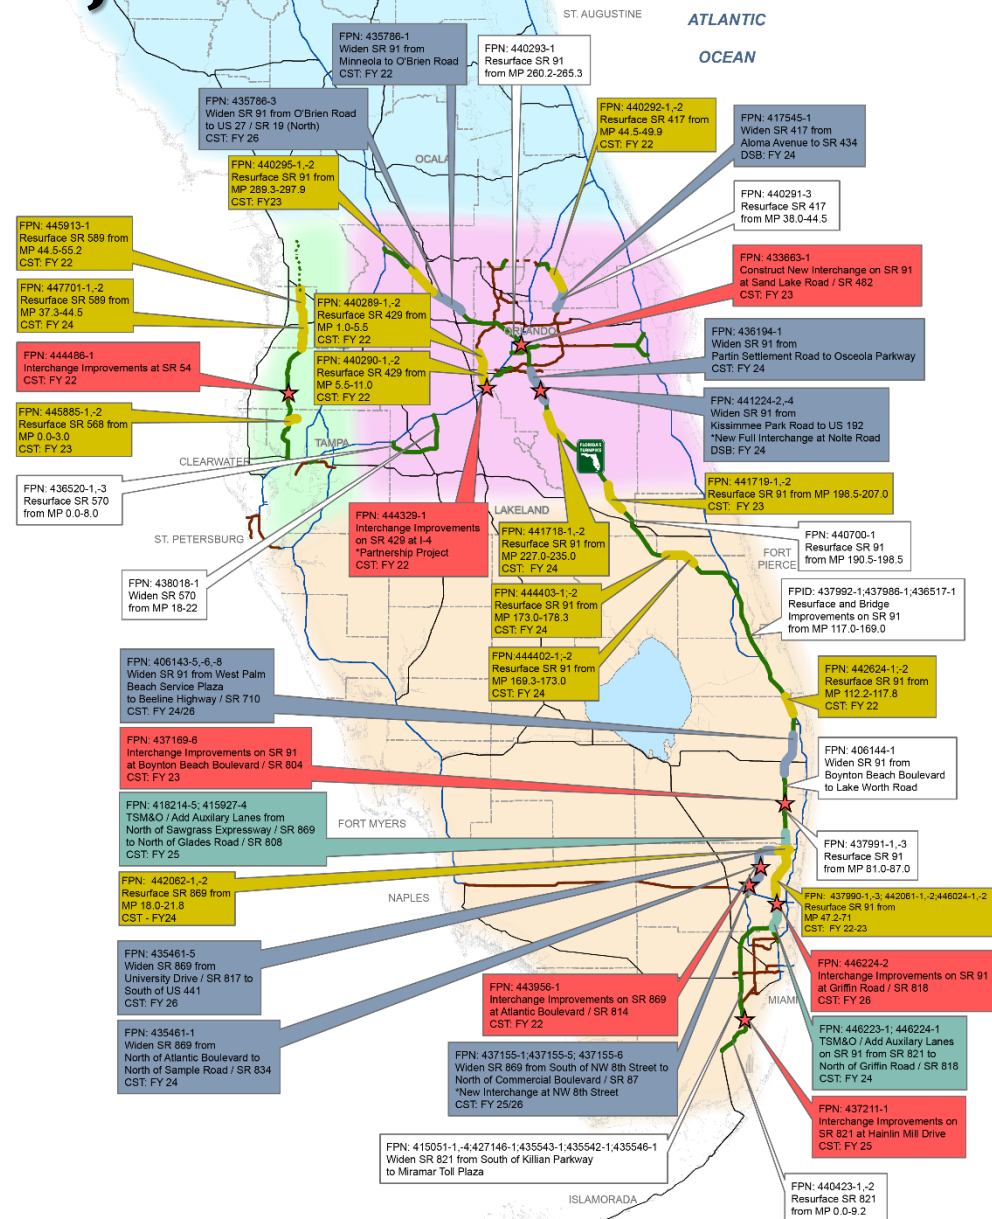 ST. AUGUSTINE
ATLANTIC
OCEAN
FPN: 435786-1
Widen SR 91 from
Minneola to O'Brien Road
CST: FY 22
FPN: 440293-1
Resurface SR 91
from MP 260.2-265.3
FPN: 435786-3
Widen SR 91 from O'Brien Road
to US 27 / SR 19 (North)
CST: FY 26
FPN: 440292-1,-2
Resurface SR 417 from
MP 44.5-49.9
CST: FY 22
FPN: 417545-1
Widen SR 417 from
Aloma Avenue to SR 434
DSB: FY 24
OCALA
FPN: 440295-1,-2
Resurface SR 91 from
MP 289.3-297.9
CST: FY23
FPN: 440291-3
Resurface SR 417
from MP 38.0-44.5
FPN: 445913-1
Resurface SR 589 from
MP 44.5-55.2
CST: FY 22
FPN: 433663-1
Construct New Interchange on SR 91
at Sand Lake Road / SR 482
CST: FY 23
FPN: 447701-1,-2
Resurface SR 589 from
MP 37.3-44.5
CST: FY 24
FPN: 440289-1,-2
Resurface SR 429 from
MP 1.0-5.5
CST: FY 22
ORLANDO
FPN: 436194-1
Widen SR 91 from
Partin Settlement Road to Osceola Parkway
CST: FY 24
FPN: 444486-1
Interchange Improvements at SR 54
CST: FY 22
FPN: 440290-1,-2
Resurface SR 429 from
MP 5.5-11.0
CST: FY 22
FPN: 441224-2,-4
Widen SR 91 from
Kissimmee Park Road to US 192
*New Full Interchange at Nolte Road
DSB: FY 24
FPN: 445885-1,-2
Resurface SR 568 from
MP 0.0-3.0
CST: FY 23
TAMPA
CLEARWATER
FLORIDA'S
TURNPIKE
FPN: 436520-1,-3
Resurface SR 570
from MP 0.0-8.0
FPN: 441719-1,-2
Resurface SR 91 from MP 198.5-207.0
CST: FY 23
LAKELAND
FPN: 444329-1
Interchange Improvements
on SR 429 at I-4
*Partnership Project
CST: FY 22
FPN: 441718-1,-2
Resurface SR 91 from
MP 227.0-235.0
CST: FY 24
ST. PETERSBURG
FPN: 440700-1
Resurface SR 91
from MP 190.5-198.5
FORT
PIERCE
FPN: 438018-1
Widen SR 570
from MP 18-22
FPN: 444403-1;-2
Resurface SR 91 from
MP 173.0-178.3
CST: FY 24
FPID: 437992-1;437988-1;436517-1
Resurface and Bridge
Improvements on SR 91
from MP 117.0-169.0
FPN:444402-1;-2
Resurface SR 91 from
MP 169.3-173.0
CST: FY 24
FPN: 406143-5,-6,-8
Widen SR 91 from West Palm
Beach Service Plaza
to Beeline Highway / SR 710
CST: FY 24/26
FPN: 442624-1;-2
Resurface SR 91 from
MP 112.2-117.8
CST: FY 22
FPN: 437169-6
Interchange Improvements on SR 91
at Boynton Beach Boulevard / SR 804
CST: FY 23
FPN: 406144-1
Widen SR 91 from
Boynton Beach Boulevard
to Lake Worth Road
FPN: 418214-5; 415927-4
TSM&O / Add Auxilary Lanes from
North of Sawgrass Expressway / SR 869
to North of Glades Road / SR 808
CST: FY 25
FORT MYERS
FPN: 437991-1,-3
Resurface SR 91
from MP 81.0-87.0
FPN: 442062-1,-2
Resurface SR 869 from
MP 18.0-21.8
CST - FY24
NAPLES
FPN: 437990-1,-3; 442061-1,-2;446024-1,-2
Resurface SR 91 from
MP 47.2-71
CST: FY 22-23
FPN: 435461-5
Widen SR 869 from
University Drive / SR 817 to
South of US 441
CST: FY 26
FPN: 446224-2
Interchange Improvements on SR 91
at Griffin Road / SR 818
CST: FY 26
FPN: 443956-1
Interchange Improvements on SR 869
at Atlantic Boulevard / SR 814
CST: FY 22
MIAMI
FPN: 435461-1
Widen SR 869 from
North of Atlantic Boulevard to
North of Sample Road / SR 834
CST: FY 24
FPN: 446223-1; 446224-1
TSM&O / Add Auxilary Lanes
on SR 91 from SR 821 to
North of Griffin Road / SR 818
CST: FY 24
FPN: 437155-1;437155-5; 437155-6
Widen SR 869 from South of NW 8th Street to
North of Commercial Boulevard / SR 87
*New Interchange at NW 8th Street
CST: FY 25/26
FPN: 437211-1
Interchange Improvements on
SR 821 at Hainlin Mill Drive
CST: FY 25
FPN: 415051-1,-4;427146-1;435543-1;435542-1;435546-1
Widen SR 821 from South of Killian Parkway
to Miramar Toll Plaza
FPN: 440423-1,-2
Resurface SR 821
from MP 0.0-9.2
ISLAMORADA